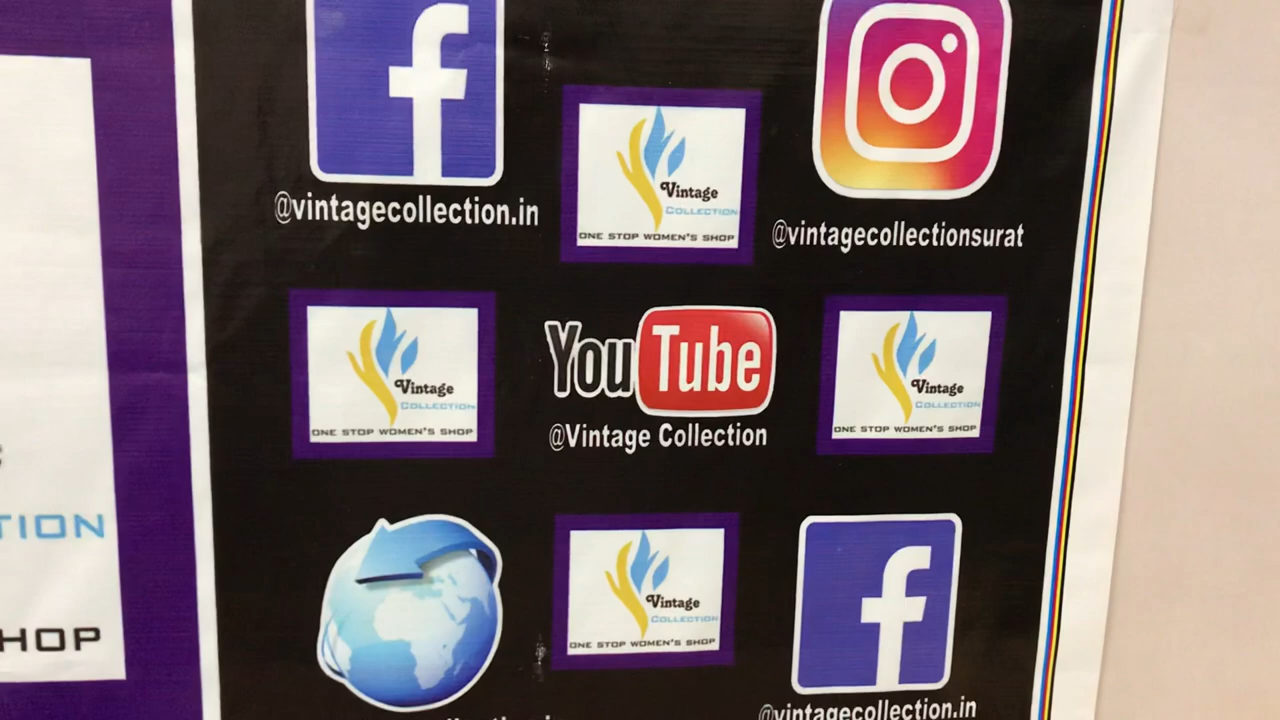 @vintagecollection.in
Vintage
COLLECTION
ONE STOP WOMEN'S SHOP
@vintagecollectionsurat
Vintage
COLLECTION
ONE STOP WOMEN'S SHOP
YouTube
@Vintage Collection
Vintage
COLLECTION
ONE STOP WOMEN'S SHOP
TION
HOP
Vintage
COLLECTION
ONE STOP WOMEN'S SHOP
@vintagecollection.in